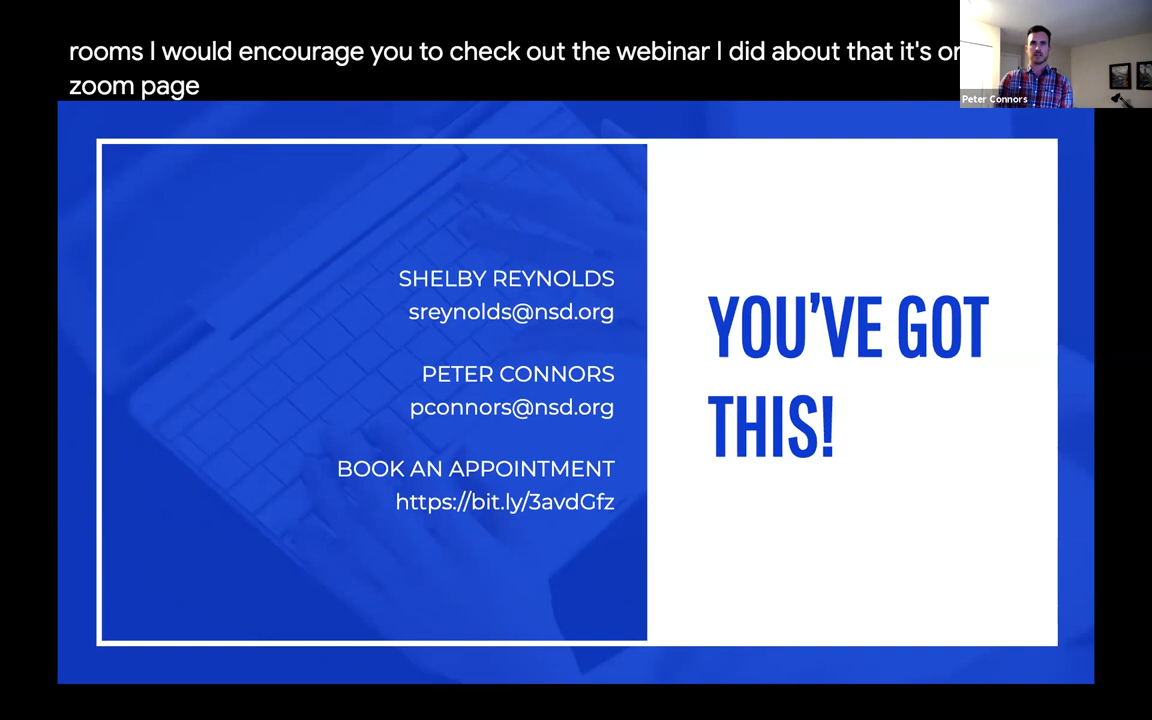 rooms I would encourage you to check out the webinar I did about that it's
zoom page
Peter Connors
SHELBY REYNOLDS
sreynolds@nsd.org
PETER CONNORS
pconnors@nsd.org
BOOK AN APPOINTMENT
https://bit.ly/3avdGfz
YOU'VE GOT
THIS!